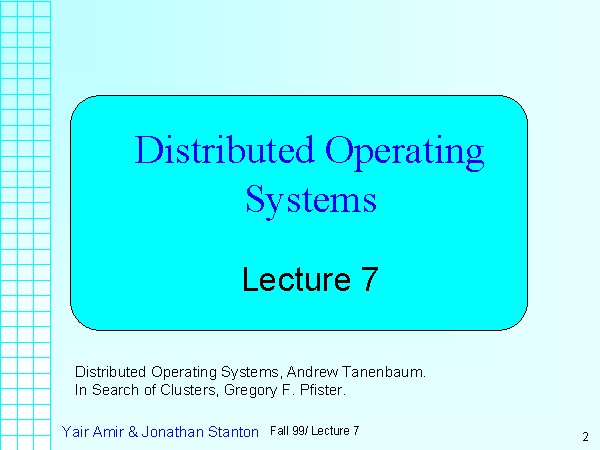 Distributed Operating
Systems
Lecture 7
Distributed Operating Systems, Andrew Tanenbaum.
In Search of Clusters, Gregory F. Pfister.
Yair Amir & Jonathan Stanton Fall 99/ Lecture 7
2